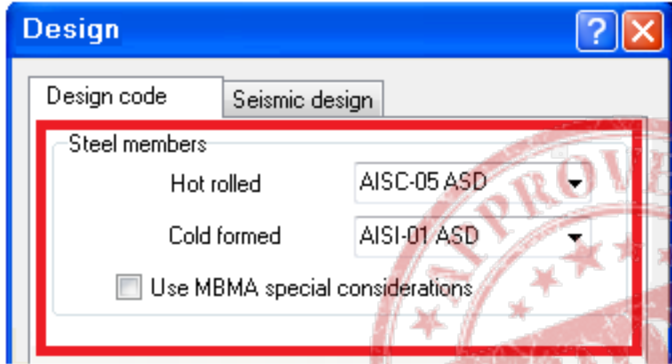 Design
Design code
Seismic design
Steel members
Hot rolled
AISC-05 ASD
Cold formed
AISI-01 ASD
Use MBMA special considerations
APPROVE